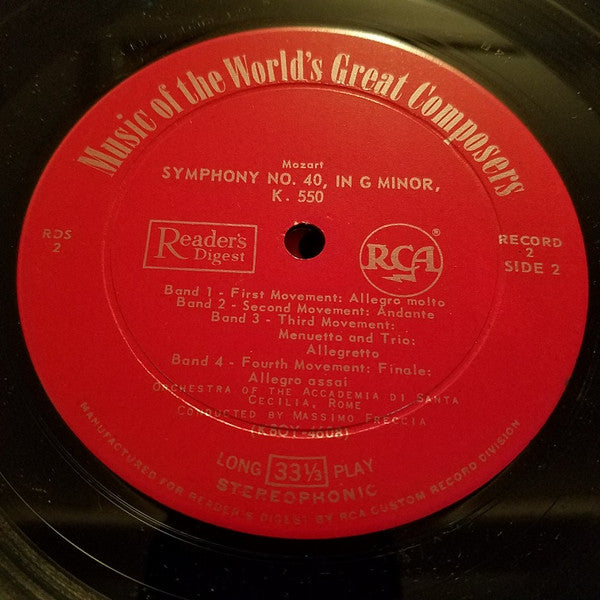 Music of the World's Great Composers
Mozart
SYMPHONY NO. 40, IN G MINOR,
K. 550
RDS
2
Reader's
Digest
RCA
®
RECORD
2
SIDE 2
Band 1 - First Movement: Allegro molto
Band 2 - Second Movement: Andante
Band 3 - Third Movement:
Menuetto and Trio:
Allegretto
Band 4 - Fourth Movement: Finale:
Allegro assai
ORCHESTRA OF THE ACCADEMIA DI SANTA
CECILIA, ROME
CONDUCTED BY MASSIMO FRECCIA
LONG 33⅓ PLAY
STEREOPHONIC
MANUFACTURED FOR READER'S DIGEST BY RCA CUSTOM RECORD DIVISION